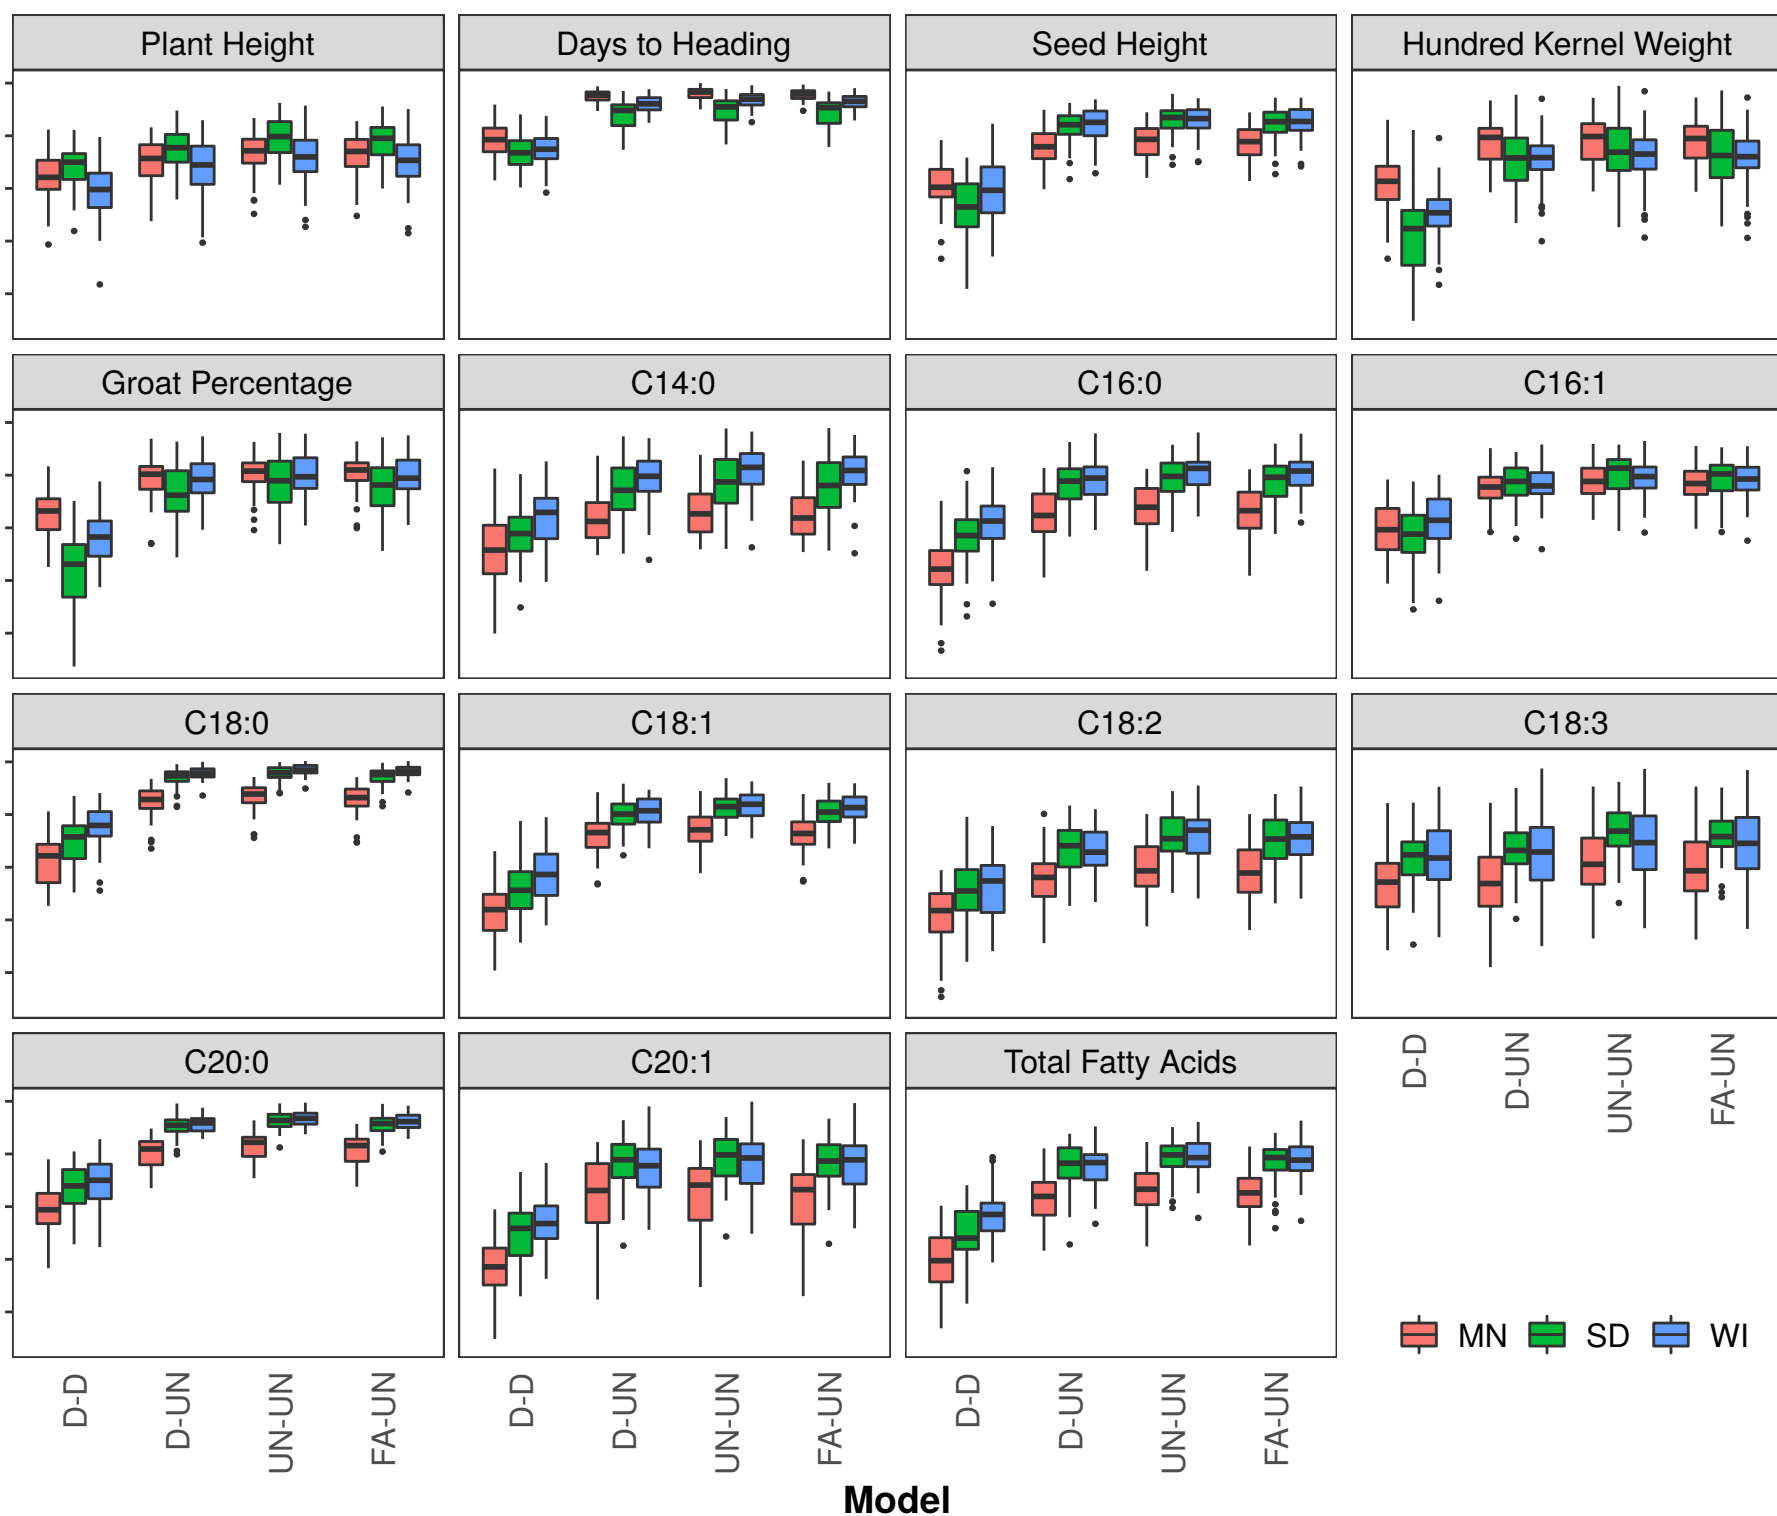 Plant Height
Days to Heading
Seed Height
Hundred Kernel Weight
Groat Percentage
C14:0
C16:0
C16:1
C18:0
C18:1
C18:2
C18:3
C20:0
C20:1
Total Fatty Acids
D-D
D-UN
UN-UN
FA-UN
MN
SD
WI
D-D
D-UN
UN-UN
FA-UN
D-D
D-UN
UN-UN
FA-UN
D-D
D-UN
UN-UN
FA-UN
Model